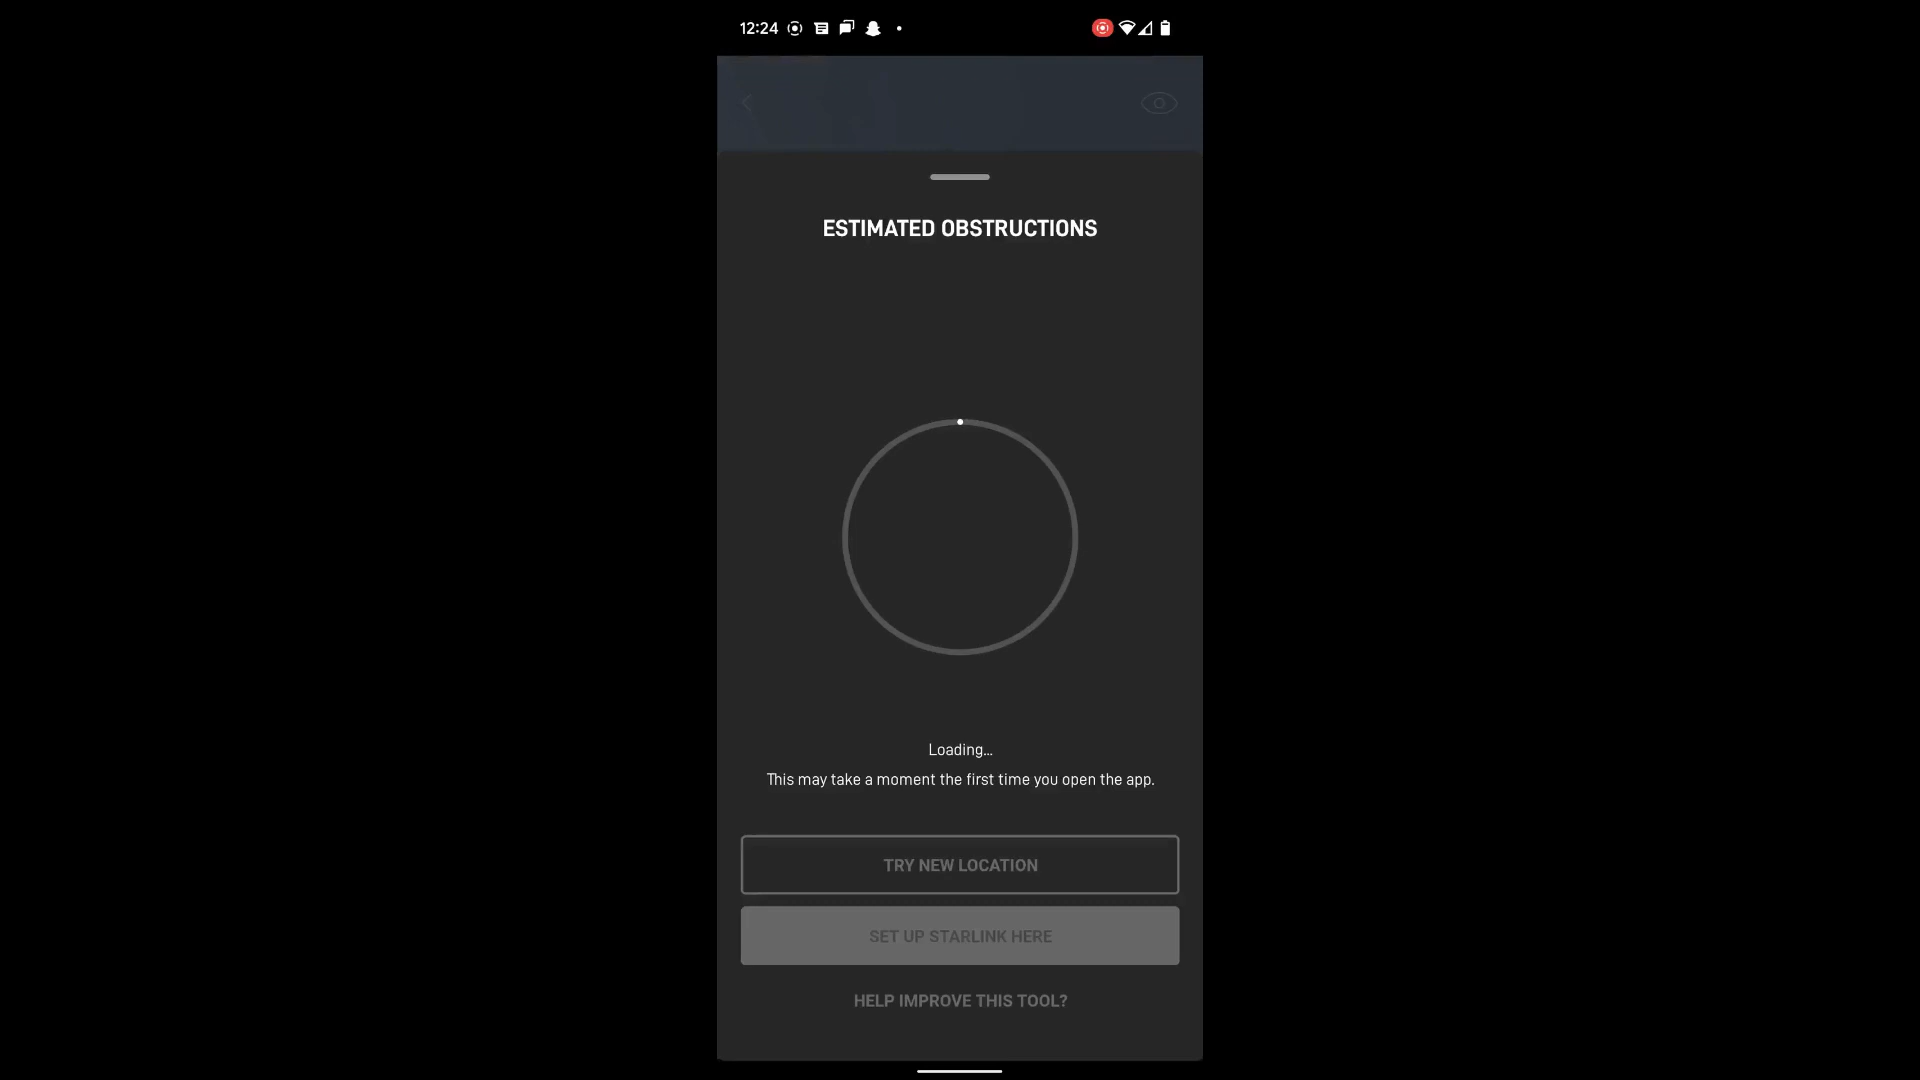 12:24
ESTIMATED OBSTRUCTIONS
Loading...
This may take a moment the first time you open the app.
TRY NEW LOCATION
SET UP STARLINK HERE
HELP IMPROVE THIS TOOL?